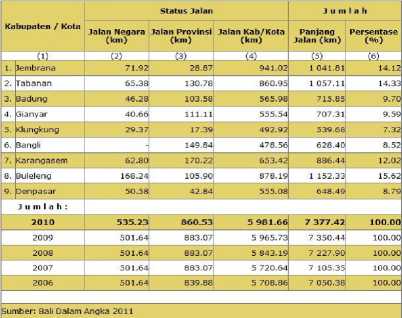 Kabupaten / Kota Status Jalan J u m l a h
Jalan Negara (km) Jalan Provinsi (km) Jalan Kab/Kota (km) Panjang Jalan (km) Persentase (%)
(1) (2) (3) (4) (5) (6)
1. Jembrana 71.92 28.87 941.02 1 041.81 14.12
2. Tabanan 65.38 130.78 860.95 1 057.11 14.33
3. Badung 46.28 103.58 565.98 715.85 9.70
4. Gianyar 40.66 111.11 555.54 707.31 9.59
5. Klungkung 29.37 17.39 492.92 539.68 7.32
6. Bangli - 149.84 478.56 628.40 8.52
7. Karangasem 62.80 170.22 653.42 886.44 12.02
8. Buleleng 168.24 105.90 878.19 1 152.33 15.62
9. Denpasar 50.58 42.84 555.08 648.49 8.79
J u m l a h :
2010 535.23 860.53 5 981.66 7 377.42 100.00
2009 501.64 883.07 5 965.73 7 350.44 100.00
2008 501.64 883.07 5 843.19 7 227.90 100.00
2007 501.64 883.07 5 720.64 7 105.35 100.00
2006 501.64 839.88 5 708.86 7 050.38 100.00
Sumber: Bali Dalam Angka 2011